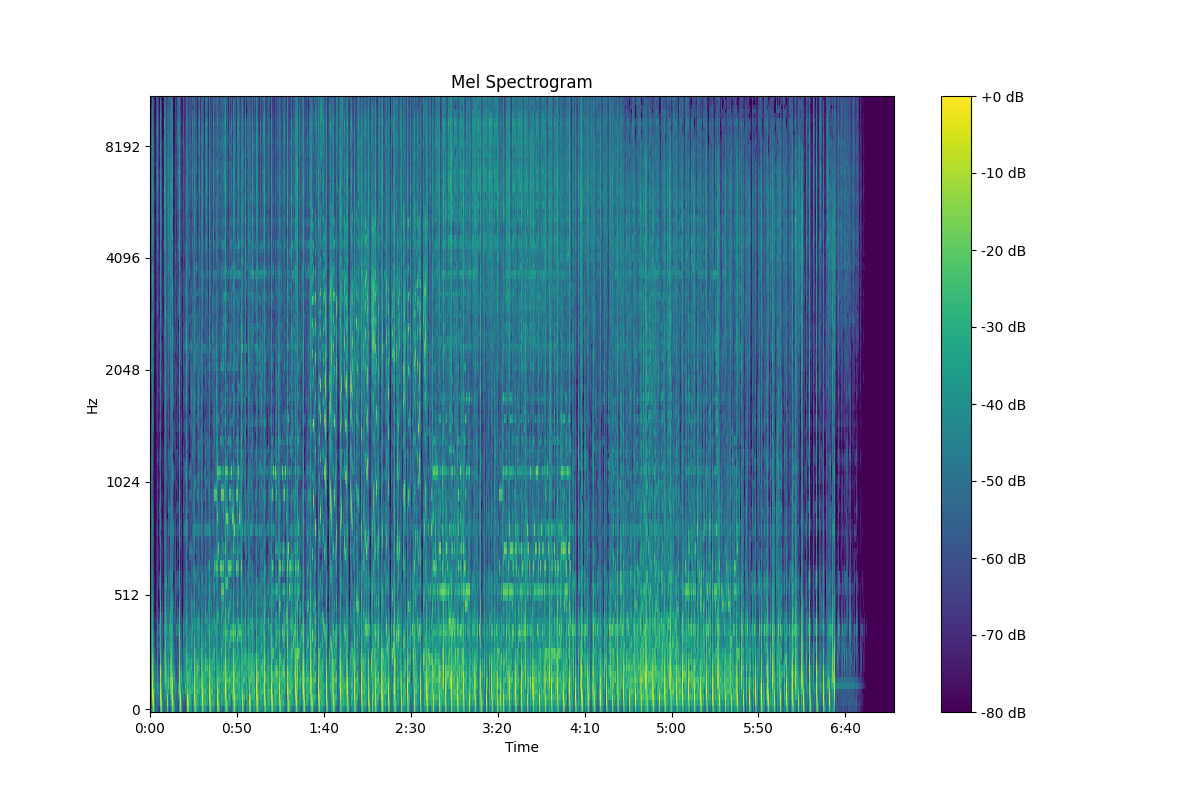 Mel Spectrogram
Hz
8192
4096
2048
1024
512
0
0:00 0:50 1:40 2:30 3:20 4:10 5:00 5:50 6:40
Time
+0 dB
-10 dB
-20 dB
-30 dB
-40 dB
-50 dB
-60 dB
-70 dB
-80 dB